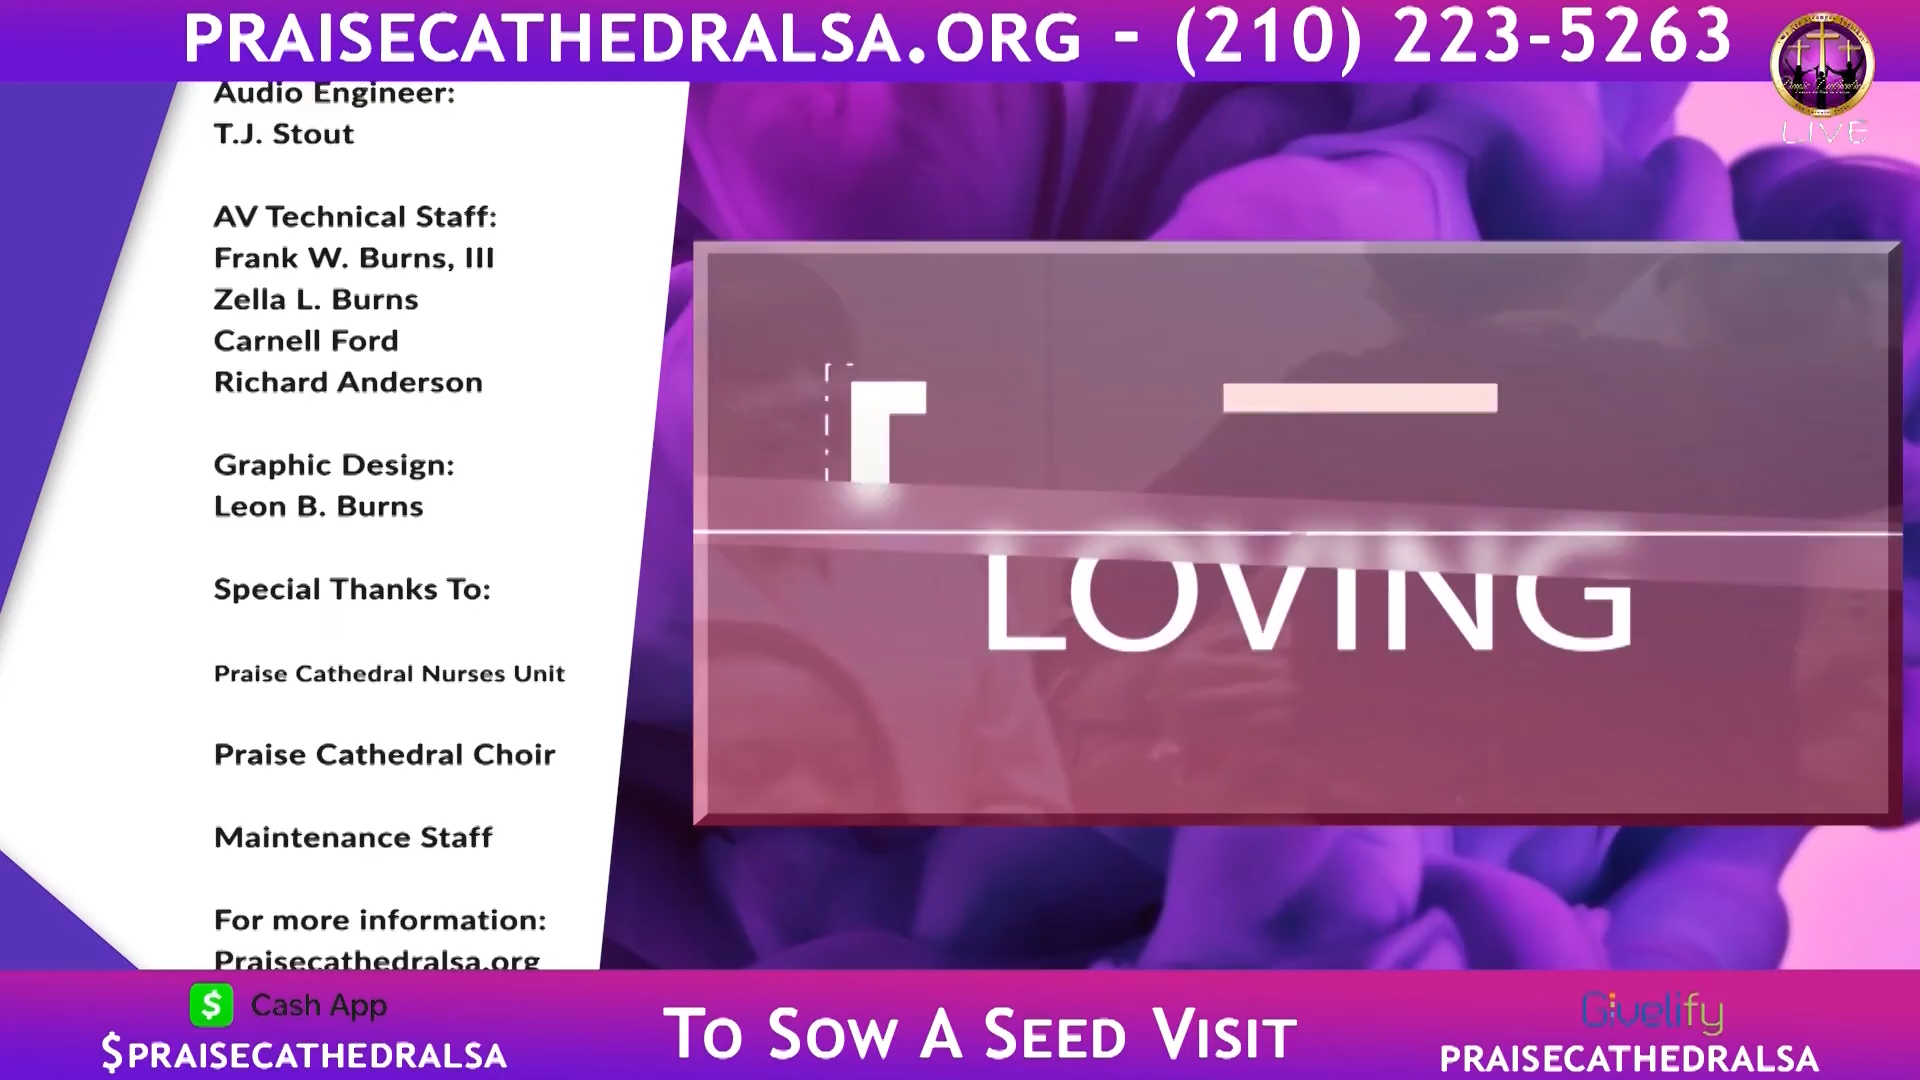 PRAISECATHEDRALSA.ORG - (210) 223-5263
LIVE
Audio Engineer:
T.J. Stout
AV Technical Staff:
Frank W. Burns, III
Zella L. Burns
Carnell Ford
Richard Anderson
Graphic Design:
Leon B. Burns
Special Thanks To:
Praise Cathedral Nurses Unit
Praise Cathedral Choir
Maintenance Staff
For more information:
Praisecathedralsa.org
LOVING
$ Cash App
$PRAISECATHEDRALSA
TO SOW A SEED VISIT
Givelify
PRAISECATHEDRALSA